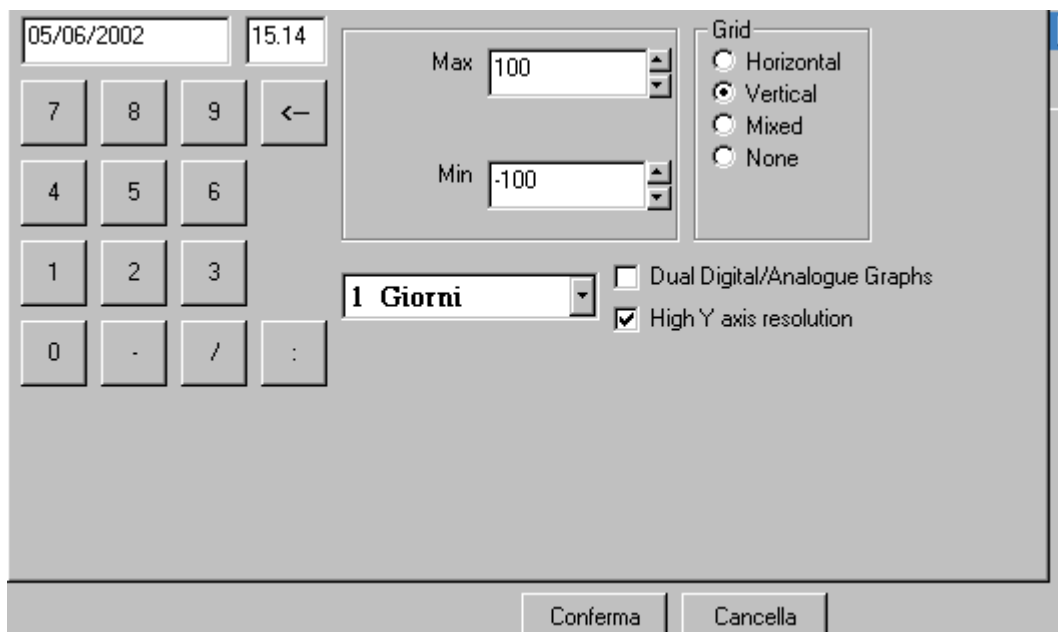 05/06/2002 15.14
7 8 9 <--
4 5 6
1 2 3
0 - / :
Max 100
Min -100
Grid
Horizontal
Vertical
Mixed
None
1 Giorni
Dual Digital/Analogue Graphs
High Y axis resolution
Conferma Cancella